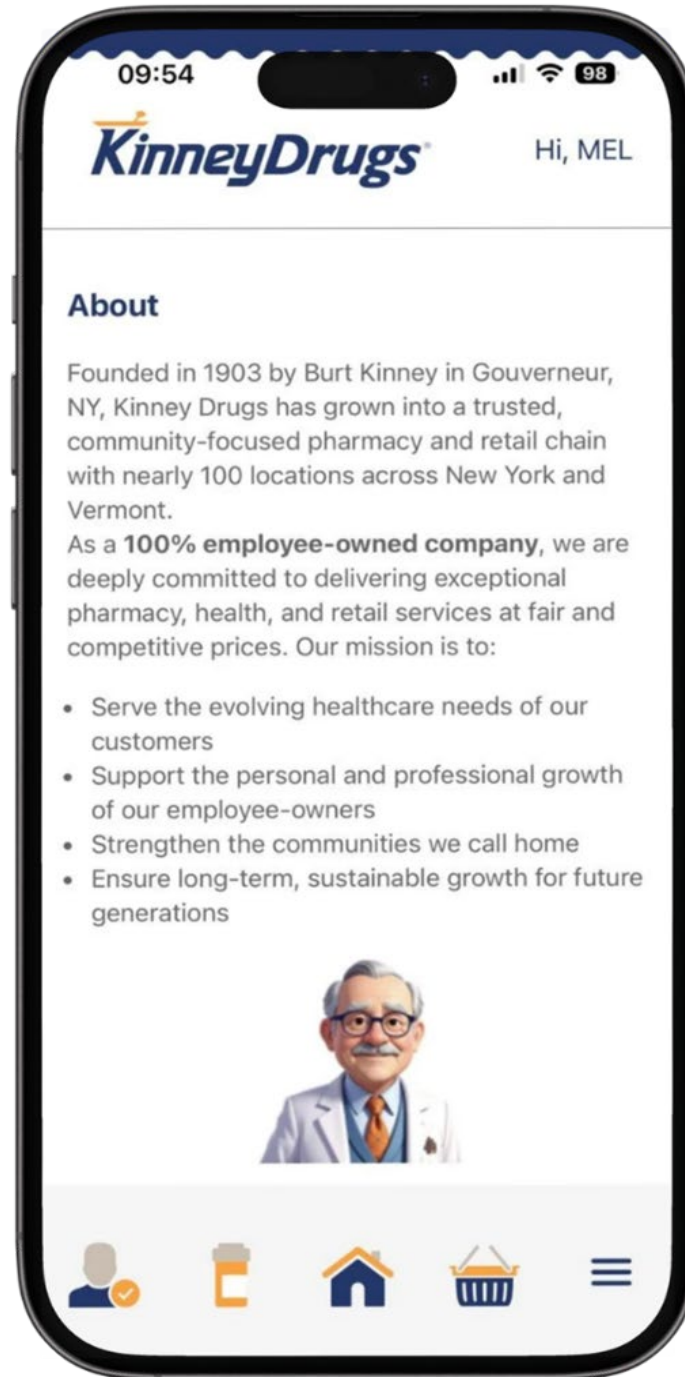 09:54
98
KinneyDrugs
Hi, MEL
About
Founded in 1903 by Burt Kinney in Gouverneur,
NY, Kinney Drugs has grown into a trusted,
community-focused pharmacy and retail chain
with nearly 100 locations across New York and
Vermont.
As a 100% employee-owned company, we are
deeply committed to delivering exceptional
pharmacy, health, and retail services at fair and
competitive prices. Our mission is to:
• Serve the evolving healthcare needs of our
customers
• Support the personal and professional growth
of our employee-owners
• Strengthen the communities we call home
• Ensure long-term, sustainable growth for future
generations